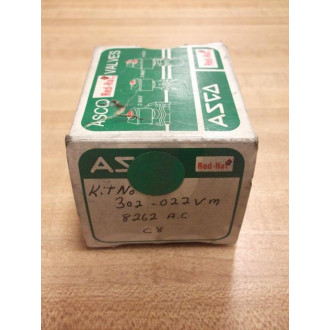 ASCO Red-Hat VALVES
ASCO
AS
Red-Hat
Kit No
302-022VM
8262 A.C
C8